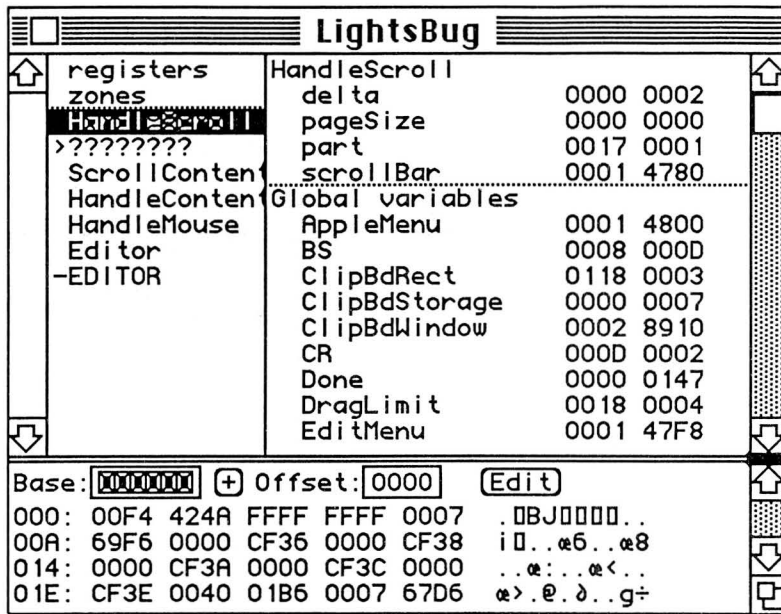 LightsBug
registers
zones
HandleScroll
>????????
ScrollConten
HandleConten
HandleMouse
Editor
-EDITOR
HandleScroll
delta 0000 0002
pageSize 0000 0000
part 0017 0001
scrollBar 0001 4780
Global variables
AppleMenu 0001 4800
BS 0008 000D
ClipBdRect 0118 0003
ClipBdStorage 0000 0007
ClipBdWindow 0002 8910
CR 000D 0002
Done 0000 0147
DragLimit 0018 0004
EditMenu 0001 47F8
Base: 000000 + Offset: 0000 Edit
000: 00F4 424A FFFF FFFF 0007 .▯BJ▯▯▯▯..
00A: 69F6 0000 CF36 0000 CF38 i▯..œ6..œ8
014: 0000 CF3A 0000 CF3C 0000 ..œ:..œ<..
01E: CF3E 0040 01B6 0007 67D6 œ>.@.∂..g÷